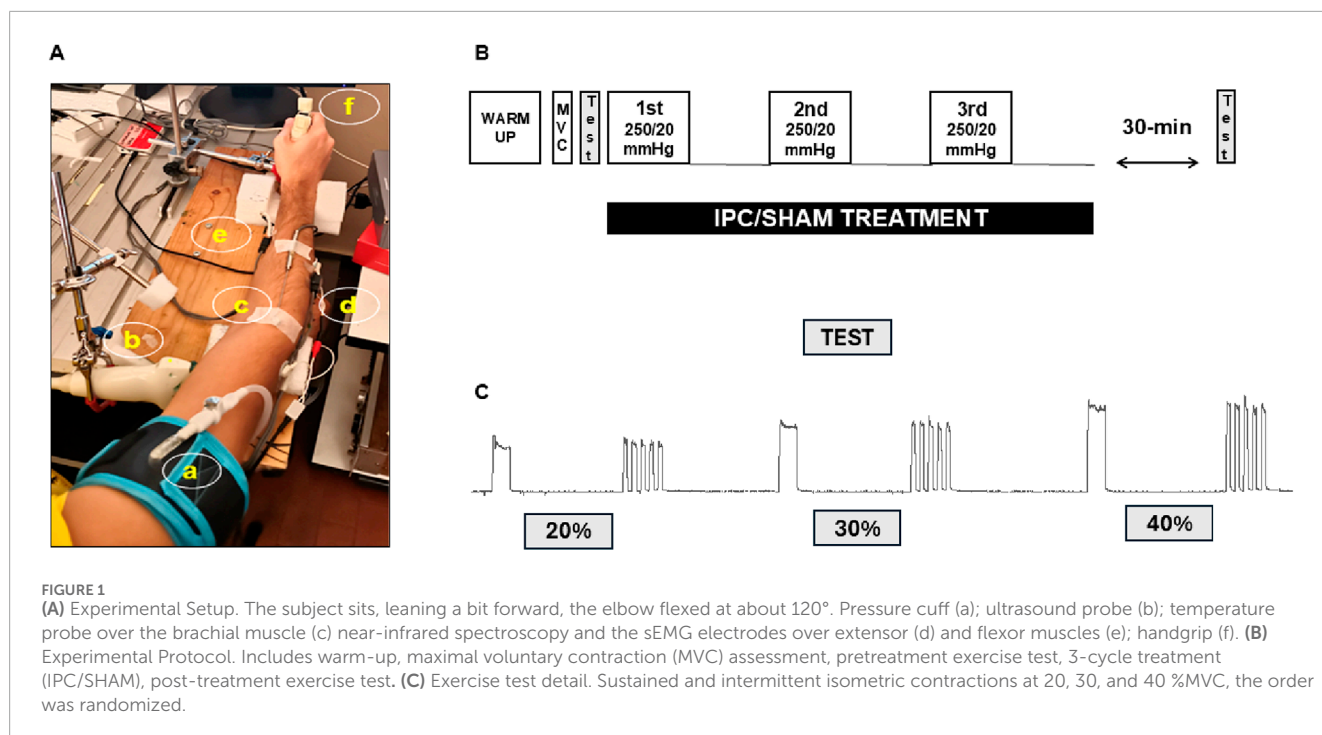 A
f
e
c
d
b
a
B
WARM
UP
MVC
Test
1st
250/20
mmHg
2nd
250/20
mmHg
3rd
250/20
mmHg
30-min
Test
IPC/SHAM TREATMENT
TEST
C
20%
30%
40%
FIGURE 1
(A) Experimental Setup. The subject sits, leaning a bit forward, the elbow flexed at about 120°. Pressure cuff (a); ultrasound probe (b); temperature
probe over the brachial muscle (c) near-infrared spectroscopy and the sEMG electrodes over extensor (d) and flexor muscles (e); handgrip (f). (B)
Experimental Protocol. Includes warm-up, maximal voluntary contraction (MVC) assessment, pretreatment exercise test, 3-cycle treatment
(IPC/SHAM), post-treatment exercise test. (C) Exercise test detail. Sustained and intermittent isometric contractions at 20, 30, and 40 %MVC, the order
was randomized.